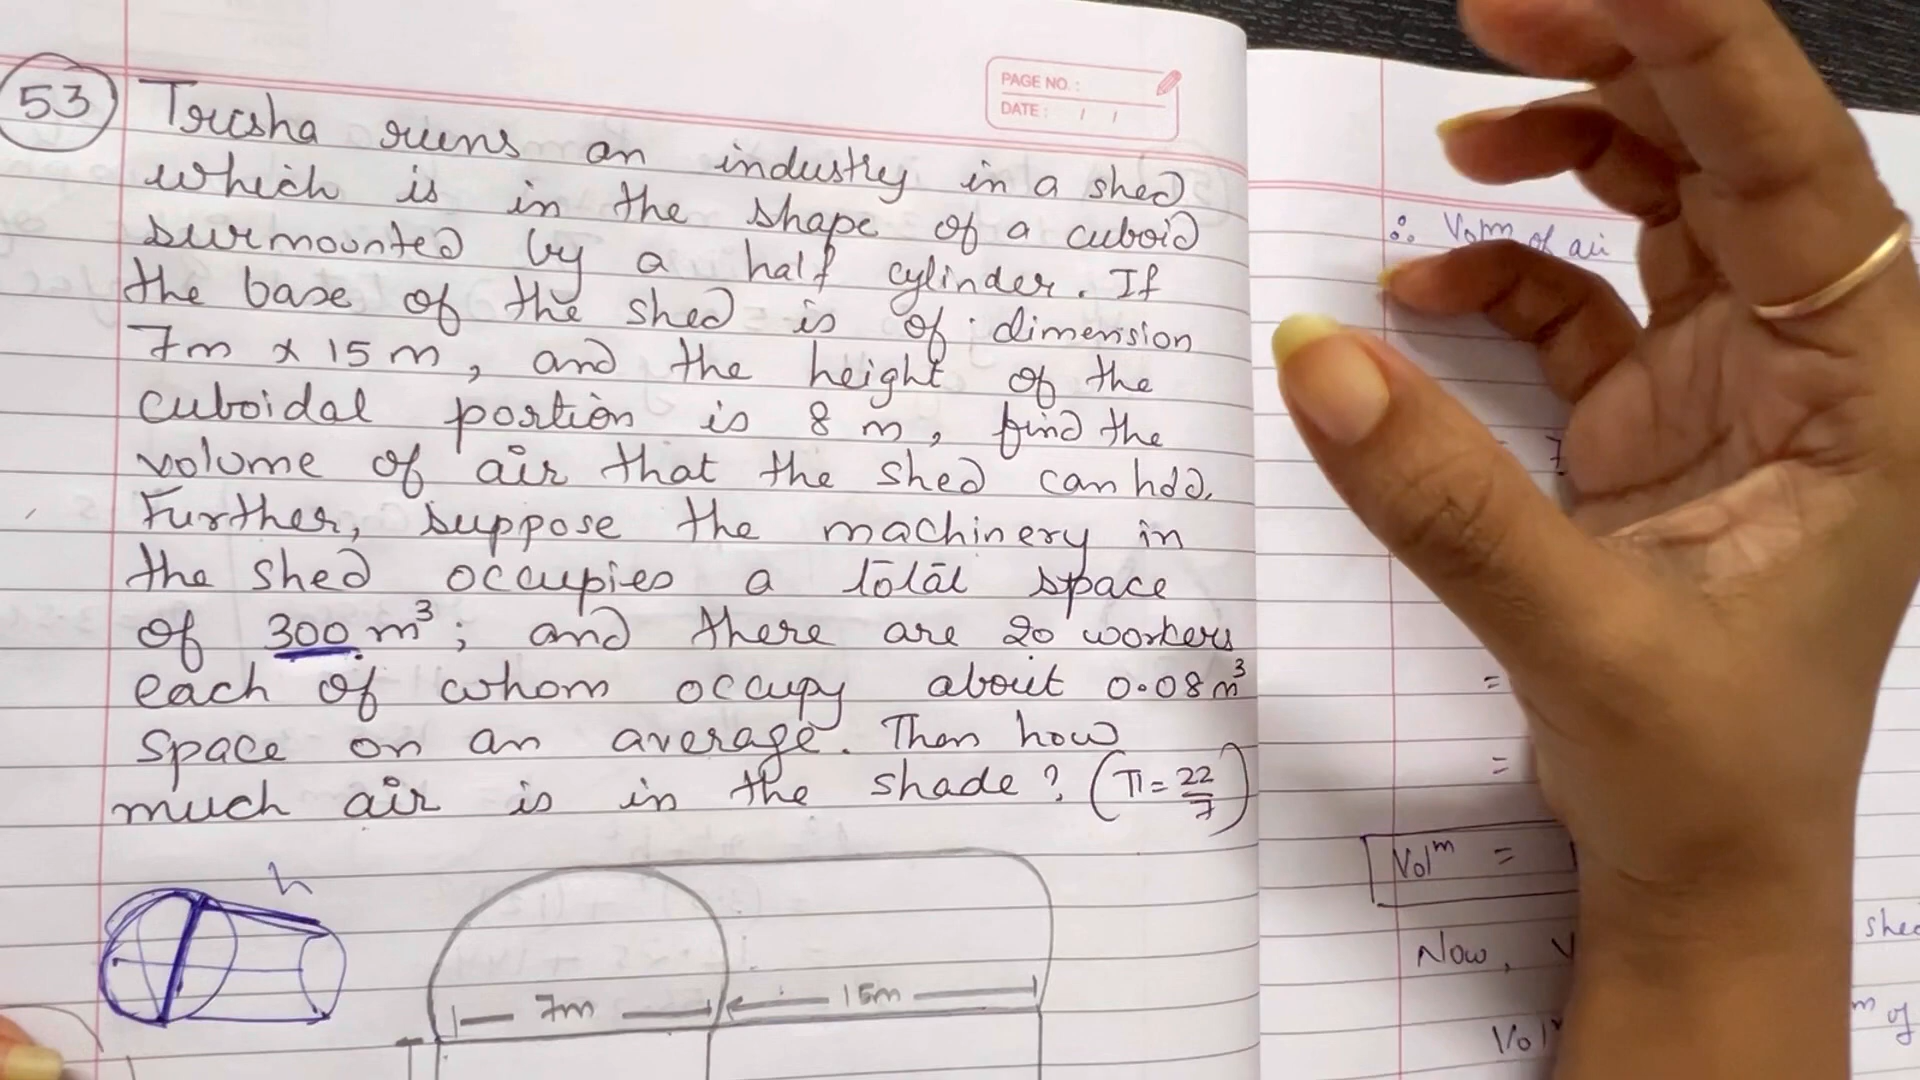 53
PAGE NO. :
DATE : / /
Trisha runs an industry in a shed
which is in the shape of a cuboid
surmounted by a half cylinder. If
the base of the shed is of dimension
7m x 15 m, and the height of the
cuboidal portion is 8 m, find the
volume of air that the shed can hold.
Further, suppose the machinery in
the shed occupies a total space
of 300 m³; and there are 20 workers
each of whom occupy about 0.08 m³
space on an average. Then how
much air is in the shade? (π = 22/7)
h
7m
15m
∴ Volm of air
7
=
=
Volm =
Now,
shed
m of